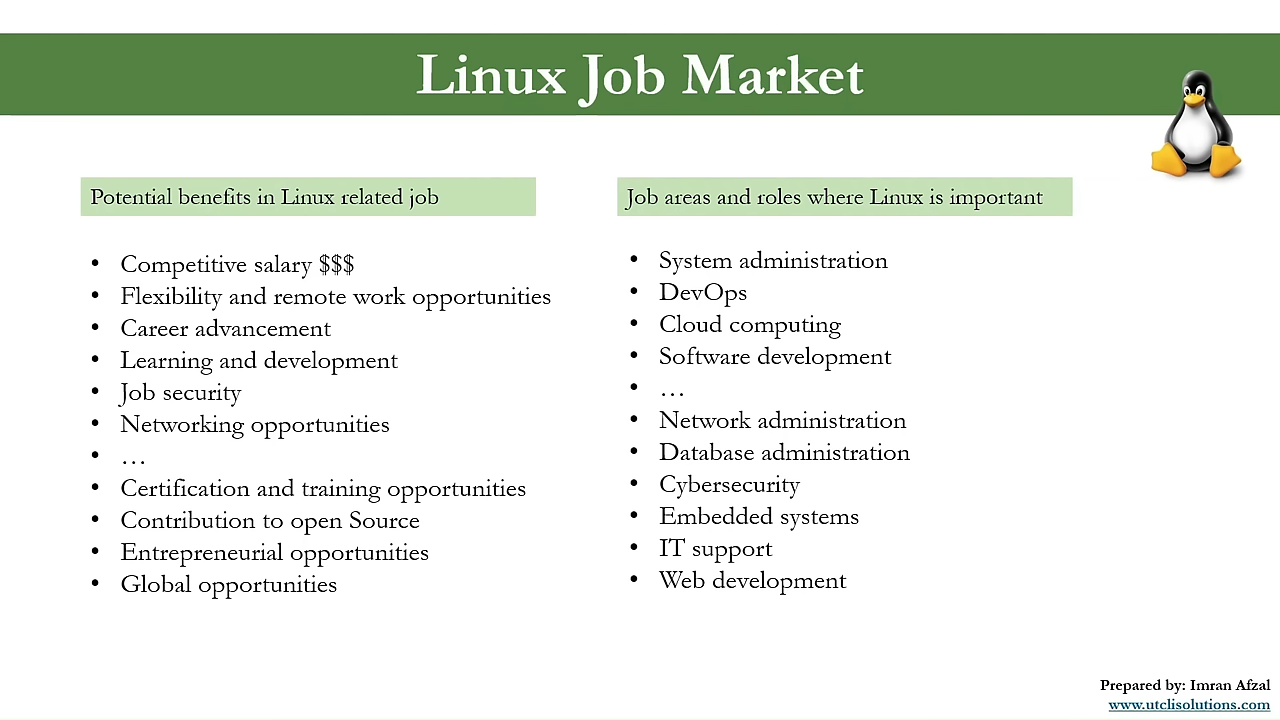 Linux Job Market
Potential benefits in Linux related job
• Competitive salary $$$
• Flexibility and remote work opportunities
• Career advancement
• Learning and development
• Job security
• Networking opportunities
• …
• Certification and training opportunities
• Contribution to open Source
• Entrepreneurial opportunities
• Global opportunities
Job areas and roles where Linux is important
• System administration
• DevOps
• Cloud computing
• Software development
• …
• Network administration
• Database administration
• Cybersecurity
• Embedded systems
• IT support
• Web development
Prepared by: Imran Afzal
www.utclisolutions.com